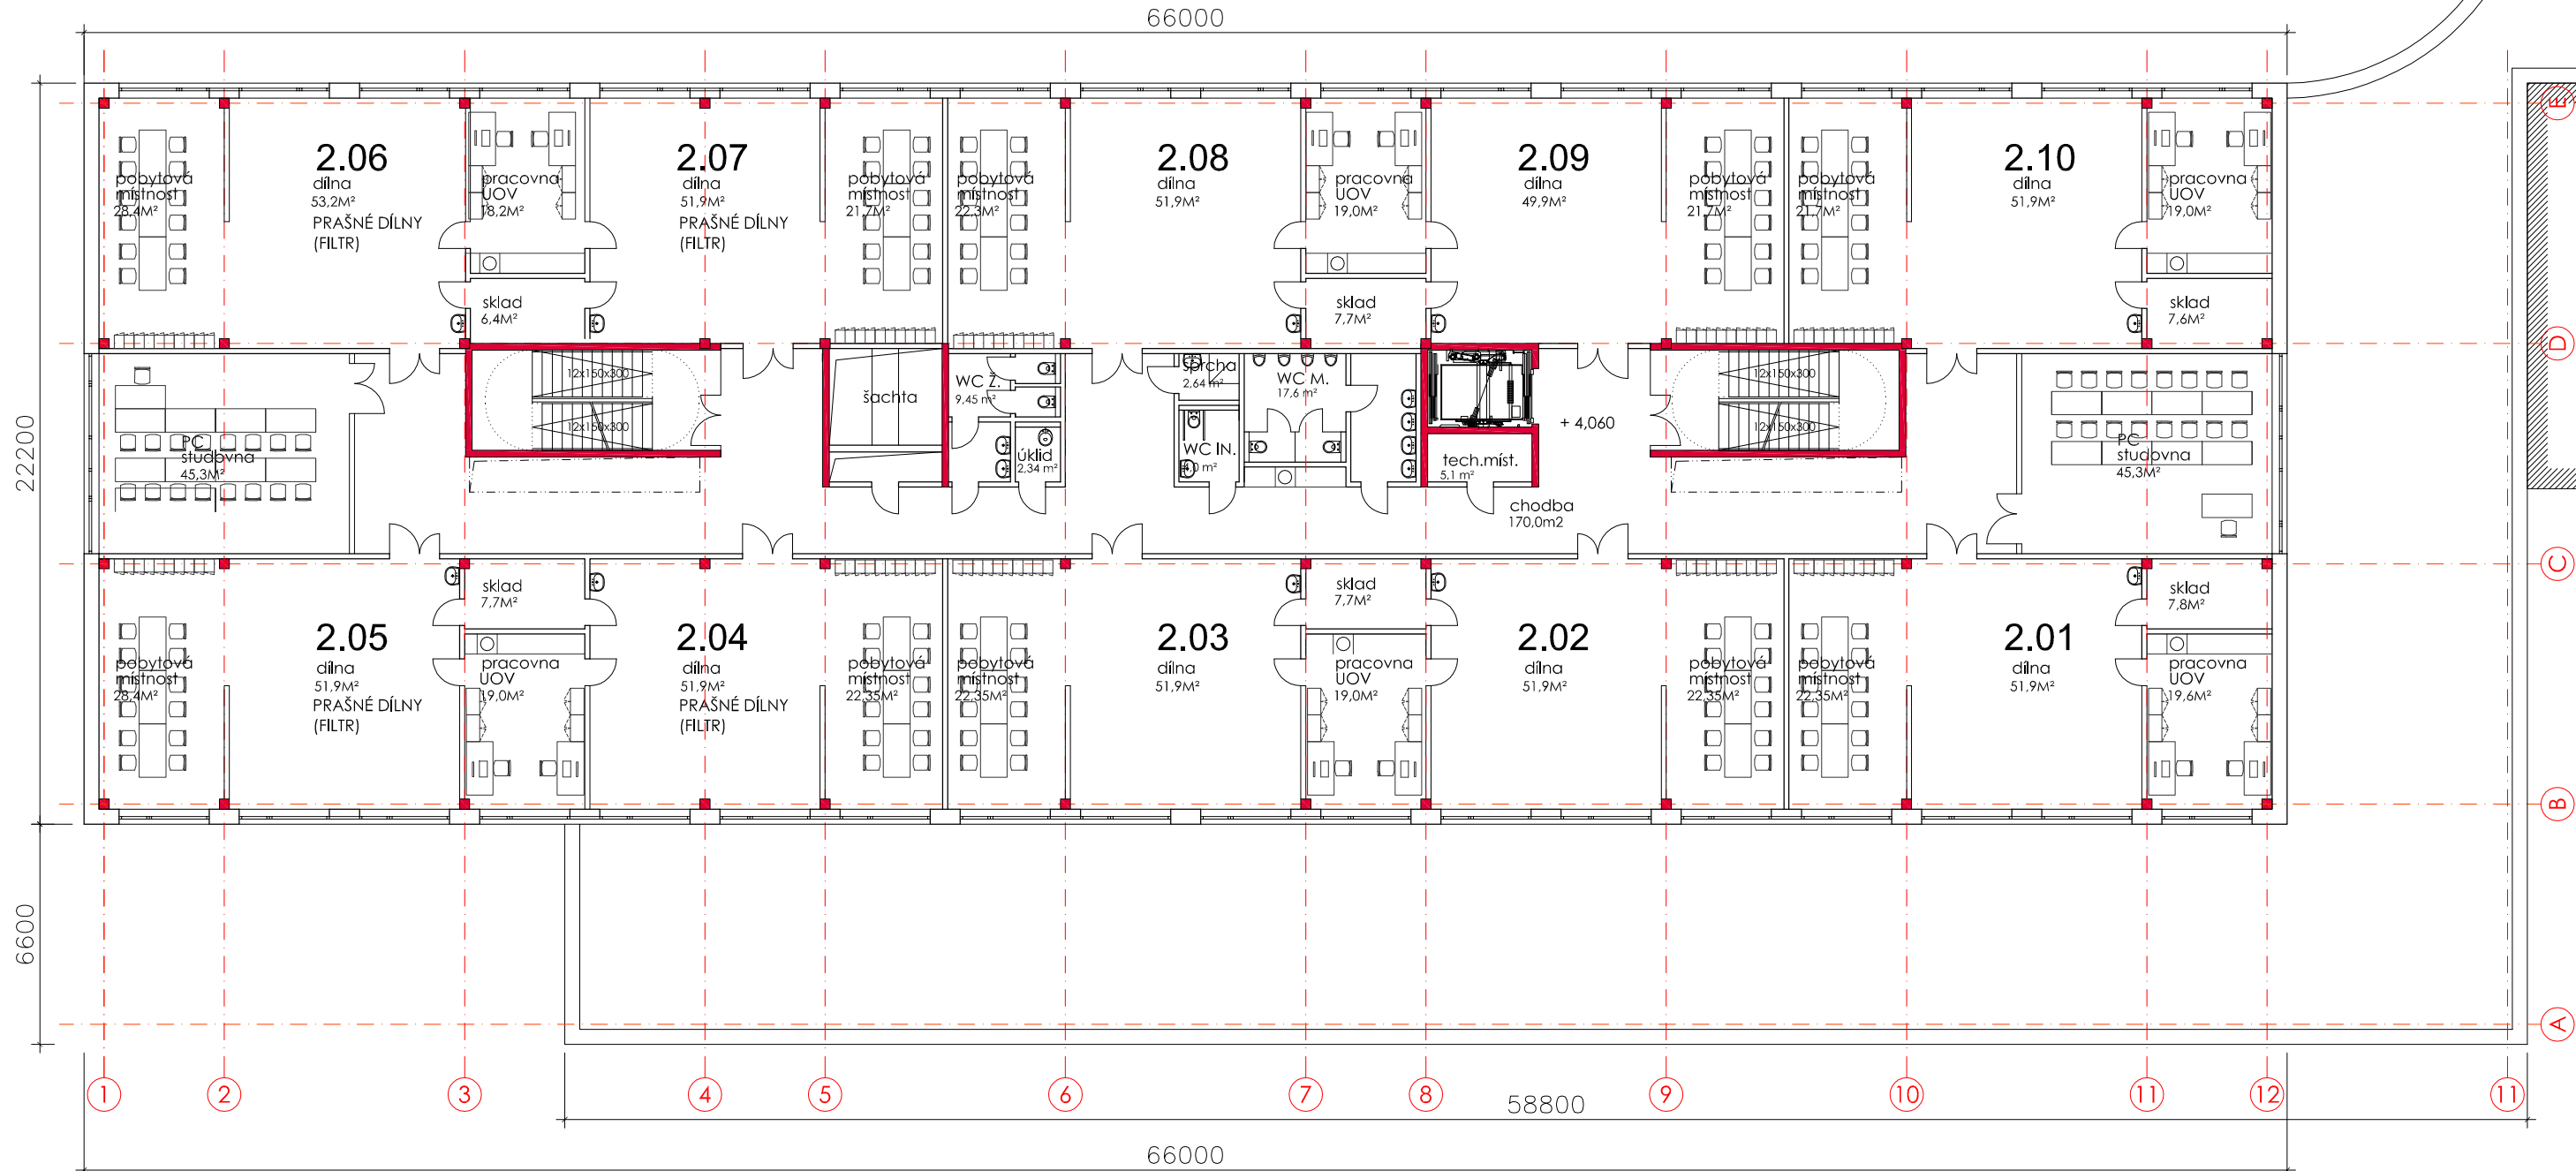 66000
22200
6600
2.06
dílna
53,2M²
PRAŠNÉ DÍLNY
(FILTR)
pobytová
místnost
28,4M²
pracovna
UOV
18,2M²
sklad
6,4M²
2.07
dílna
51,9M²
PRAŠNÉ DÍLNY
(FILTR)
pobytová
místnost
21,7M²
pobytová
místnost
22,3M²
2.08
dílna
51,9M²
pracovna
UOV
19,0M²
sklad
7,7M²
2.09
dílna
49,9M²
pobytová
místnost
21,7M²
pobytová
místnost
21,7M²
2.10
dílna
51,9M²
pracovna
UOV
19,0M²
sklad
7,6M²
PC
studovna
45,3M²
12x150x300
12x150x300
šachta
WC Ž.
9,45 m²
úklid
2,34 m²
sprcha
2,64 m²
WC IN.
4,0 m²
WC M.
17,6 m²
tech.míst.
5,1 m²
+ 4,060
chodba
170,0m2
12x150x300
12x150x300
PC
studovna
45,3M²
2.05
dílna
51,9M²
PRAŠNÉ DÍLNY
(FILTR)
pobytová
místnost
28,4M²
sklad
7,7M²
pracovna
UOV
19,0M²
2.04
dílna
51,9M²
PRAŠNÉ DÍLNY
(FILTR)
pobytová
místnost
22,35M²
pobytová
místnost
22,35M²
2.03
dílna
51,9M²
sklad
7,7M²
pracovna
UOV
19,0M²
2.02
dílna
51,9M²
pobytová
místnost
22,35M²
pobytová
místnost
22,35M²
2.01
dílna
51,9M²
sklad
7,8M²
pracovna
UOV
19,6M²
E
D
C
B
A
1 2 3 4 5 6 7 8 9 10 11 12 11
58800
66000